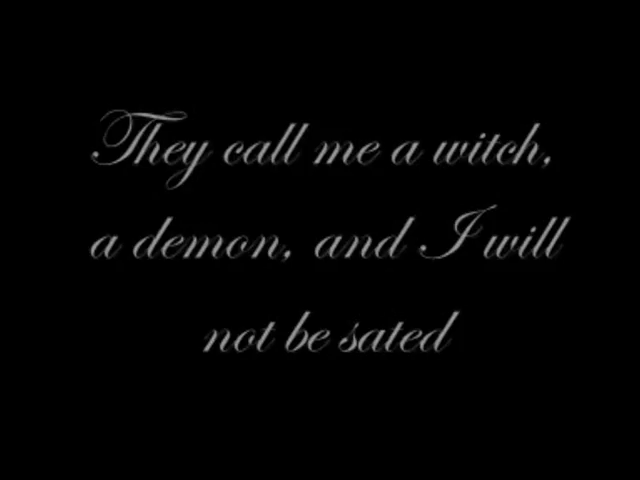 They call me a witch,
a demon, and I will
not be sated